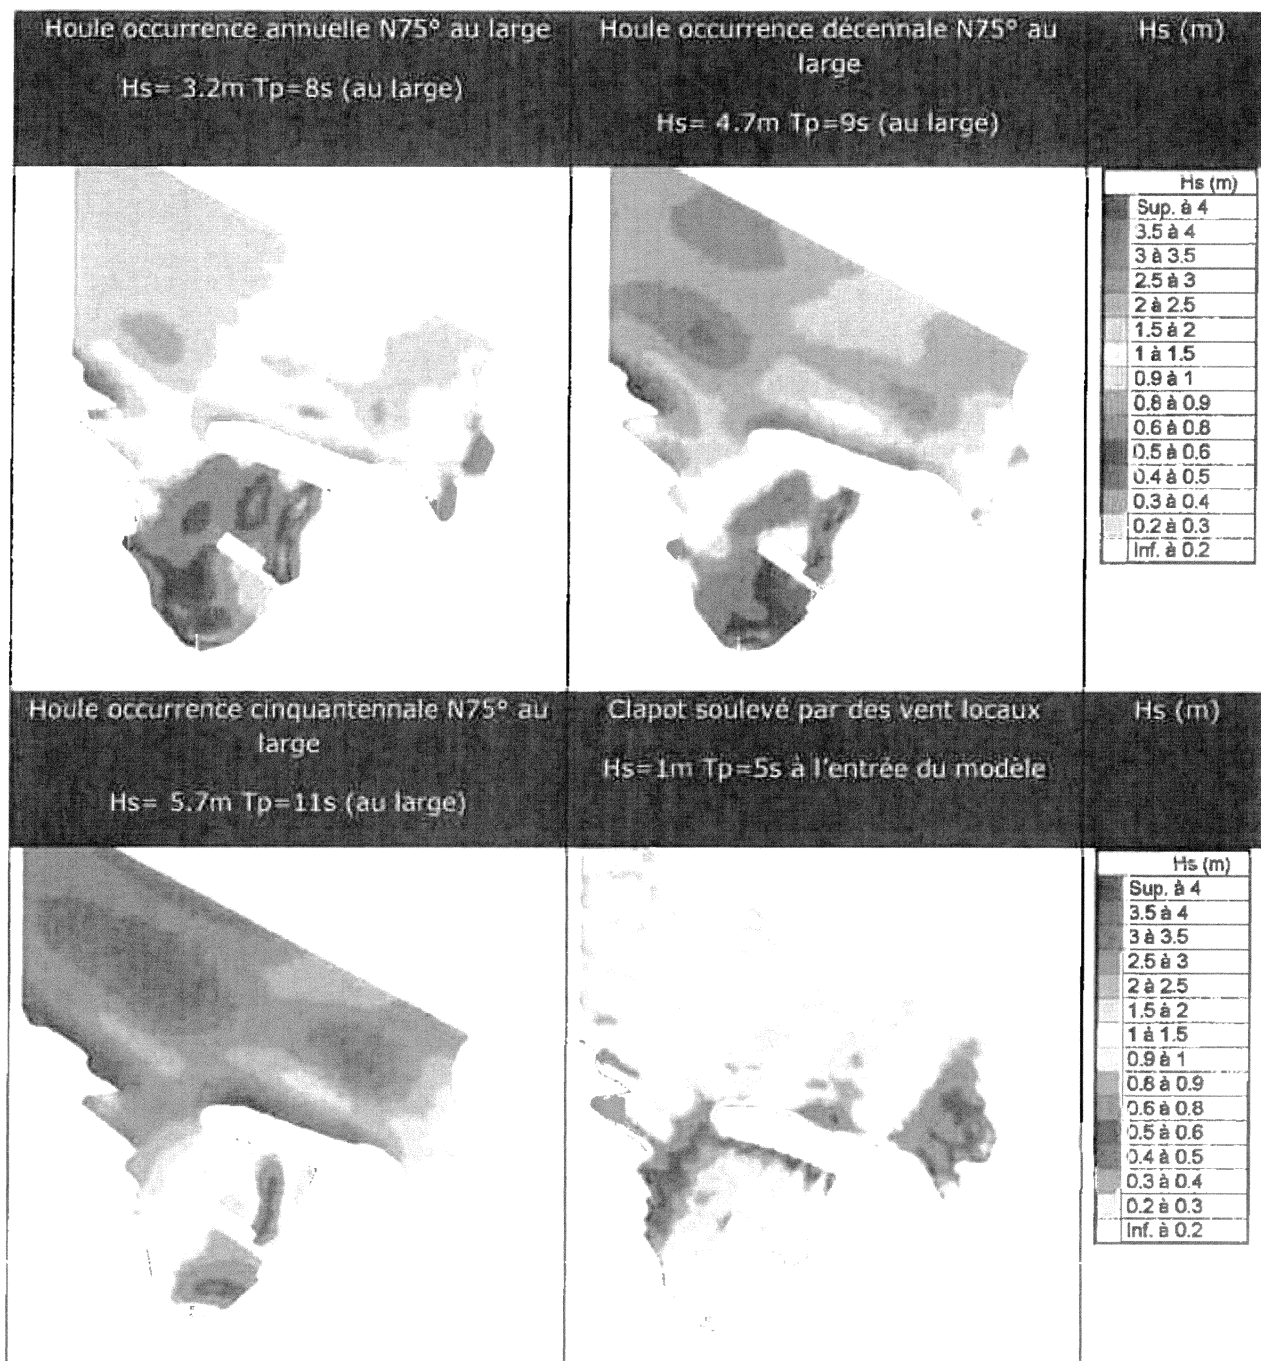 Houle occurrence annuelle N75° au large
Hs= 3.2m Tp=8s (au large)
Houle occurrence décennale N75° au
large
Hs= 4.7m Tp=9s (au large)
Hs (m)
Hs (m)
Sup. à 4
3.5 à 4
3 à 3.5
2.5 à 3
2 à 2.5
1.5 à 2
1 à 1.5
0.9 à 1
0.8 à 0.9
0.6 à 0.8
0.5 à 0.6
0.4 à 0.5
0.3 à 0.4
0.2 à 0.3
Inf. à 0.2
Houle occurrence cinquantennale N75° au
large
Hs= 5.7m Tp=11s (au large)
Clapot soulevé par des vent locaux
Hs=1m Tp=5s à l'entrée du modèle
Hs (m)
Hs (m)
Sup. à 4
3.5 à 4
3 à 3.5
2.5 à 3
2 à 2.5
1.5 à 2
1 à 1.5
0.9 à 1
0.8 à 0.9
0.6 à 0.8
0.5 à 0.6
0.4 à 0.5
0.3 à 0.4
0.2 à 0.3
Inf. à 0.2